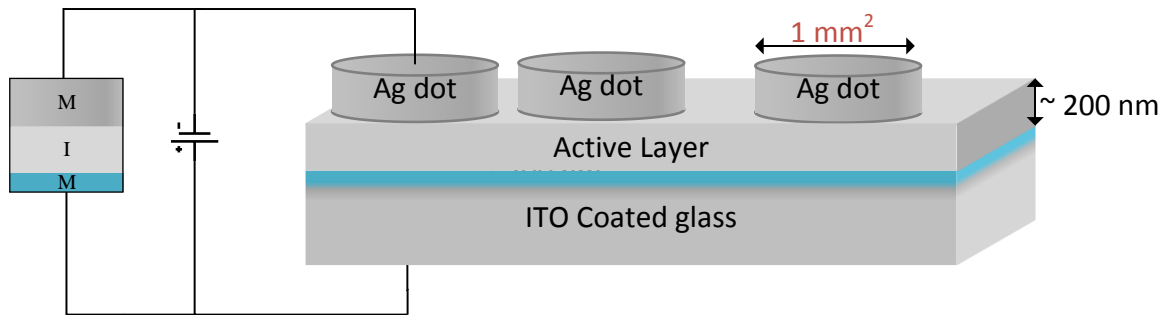 1 mm²
Ag dot
Ag dot
Ag dot
~ 200 nm
M
I
M
-
+
Active Layer
ITO Coated glass